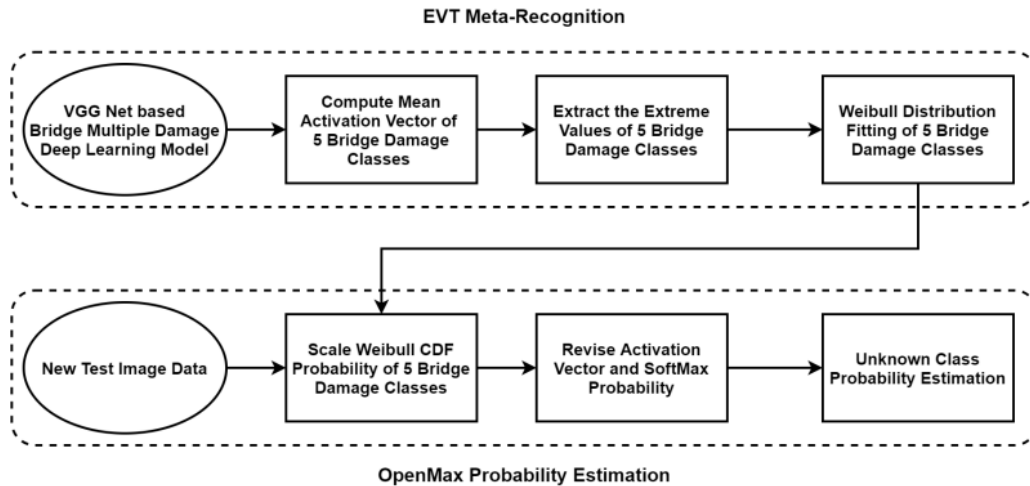 EVT Meta-Recognition
VGG Net based
Bridge Multiple Damage
Deep Learning Model
Compute Mean
Activation Vector of
5 Bridge Damage
Classes
Extract the Extreme
Values of 5 Bridge
Damage Classes
Weibull Distribution
Fitting of 5 Bridge
Damage Classes
New Test Image Data
Scale Weibull CDF
Probability of 5 Bridge
Damage Classes
Revise Activation
Vector and SoftMax
Probability
Unknown Class
Probability Estimation
OpenMax Probability Estimation